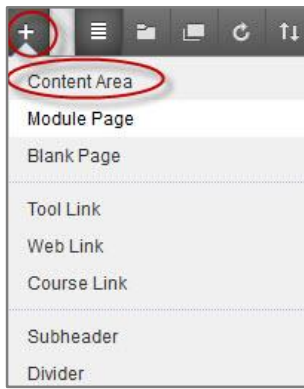 Content Area
Module Page
Blank Page
Tool Link
Web Link
Course Link
Subheader
Divider